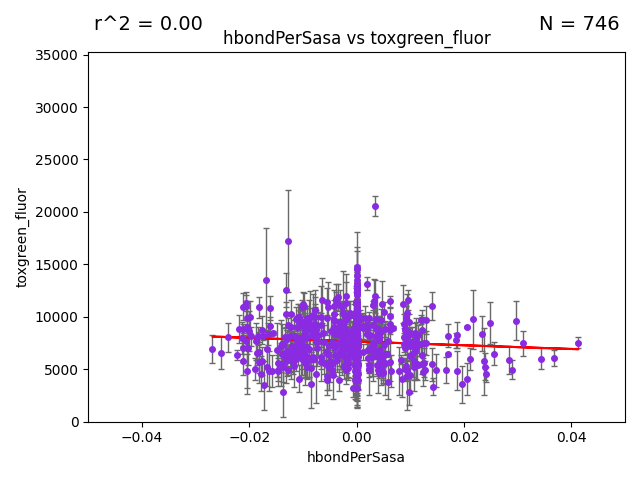 r^2 = 0.00
N = 746
hbondPerSasa vs toxgreen_fluor
35000
30000
25000
20000
15000
10000
5000
0
toxgreen_fluor
−0.04
−0.02
0.00
0.02
0.04
hbondPerSasa